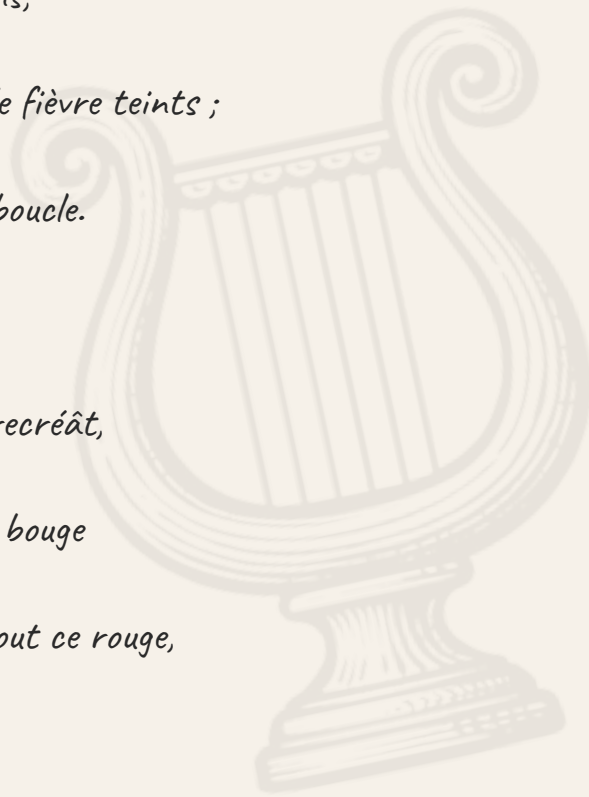 fièvre teints ;
boucle.
recréât,
bouge
out ce rouge,